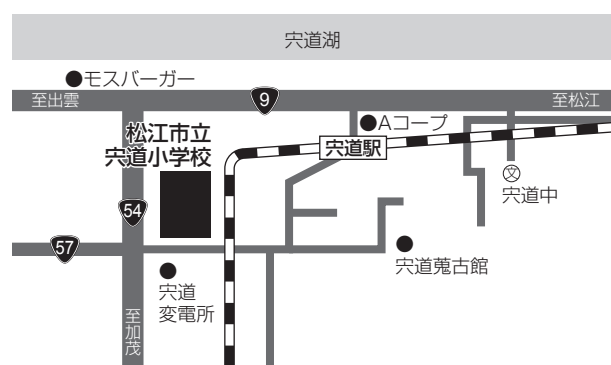 宍道湖
●モスバーガー
至出雲
9
至松江
松江市立
宍道小学校
●Aコープ
宍道駅
文
宍道中
54
57
宍道
変電所
宍道蒐古館
至加茂